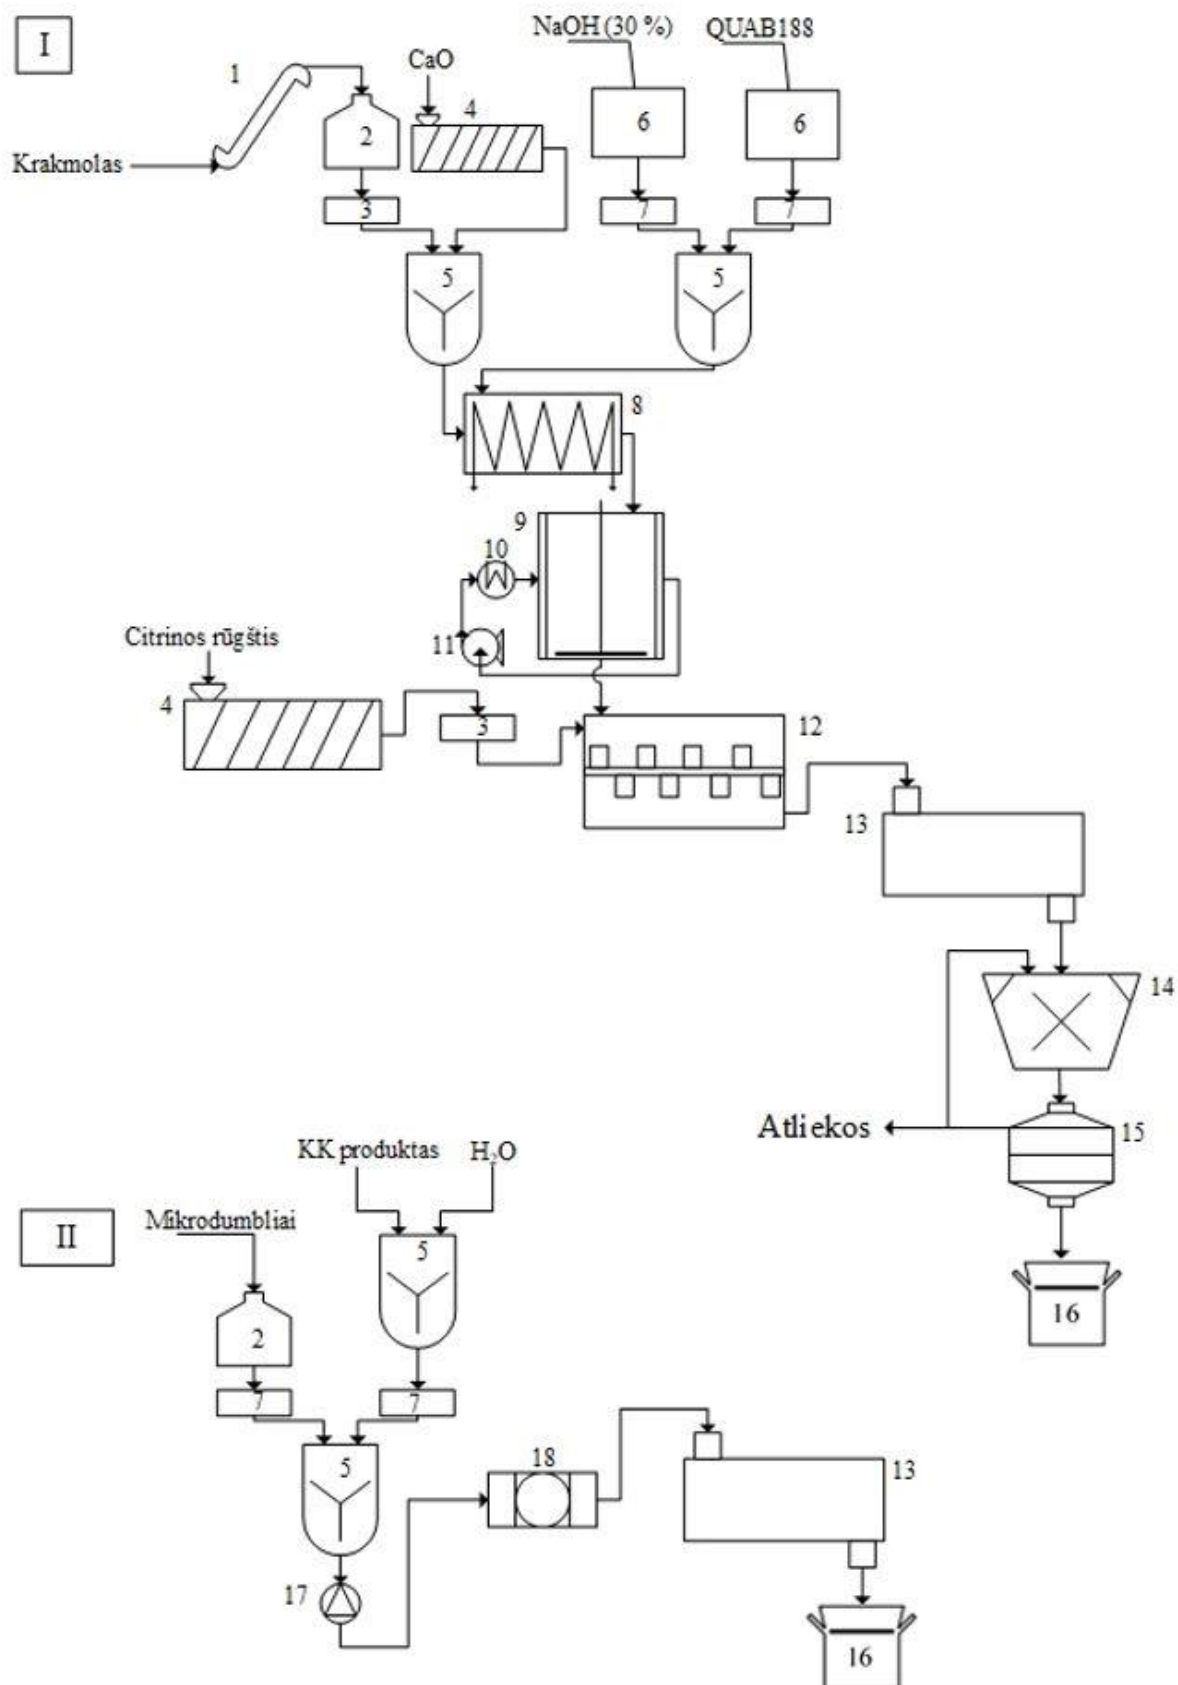 I
NaOH (30 %)
QUAB188
CaO
1
4
2
6
6
Krakmolas
3
7
7
5
5
8
9
10
11
Citrinos rūgštis
4
3
12
13
14
Atliekos
15
KK produktas
H₂O
II
Mikrodumbliai
5
16
2
7
7
5
18
13
17
16